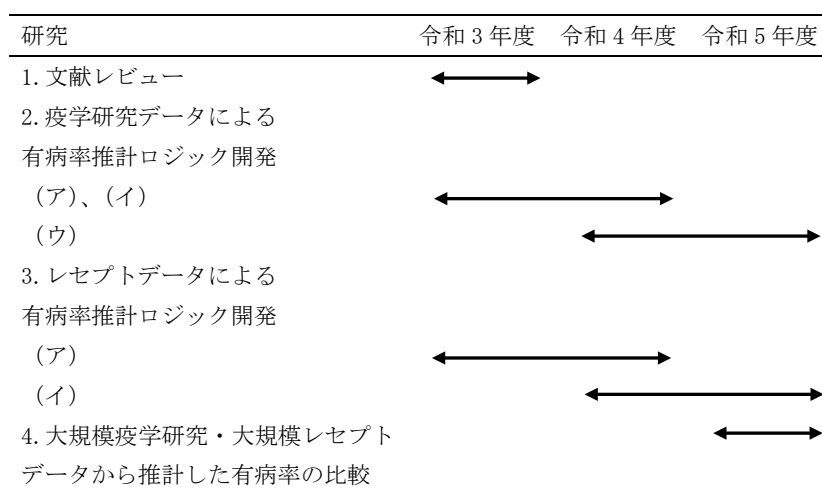 研究 令和 3 年度 令和 4 年度 令和 5 年度
1.文献レビュー
2.疫学研究データによる
有病率推計ロジック開発
（ア）、（イ）
（ウ）
3.レセプトデータによる
有病率推計ロジック開発
（ア）
（イ）
4.大規模疫学研究・大規模レセプト
データから推計した有病率の比較